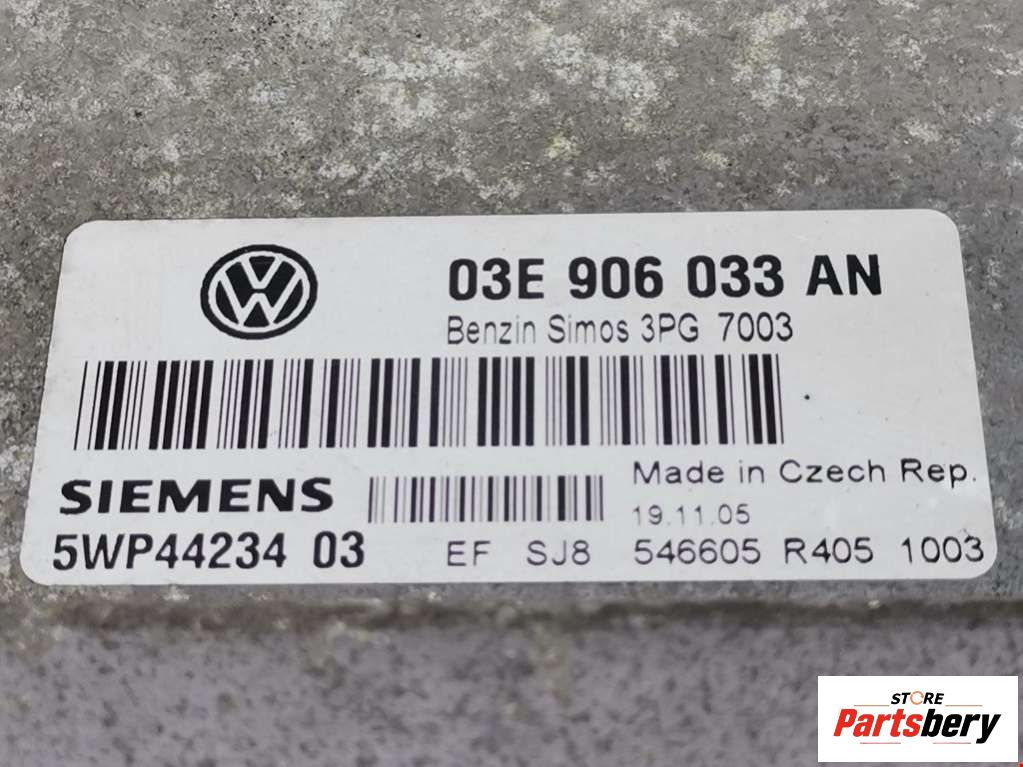 03E 906 033 AN
Benzin Simos 3PG 7003
SIEMENS
Made in Czech Rep.
19.11.05
5WP44234 03
EF SJ8 546605 R405 1003
STORE
Partsbery